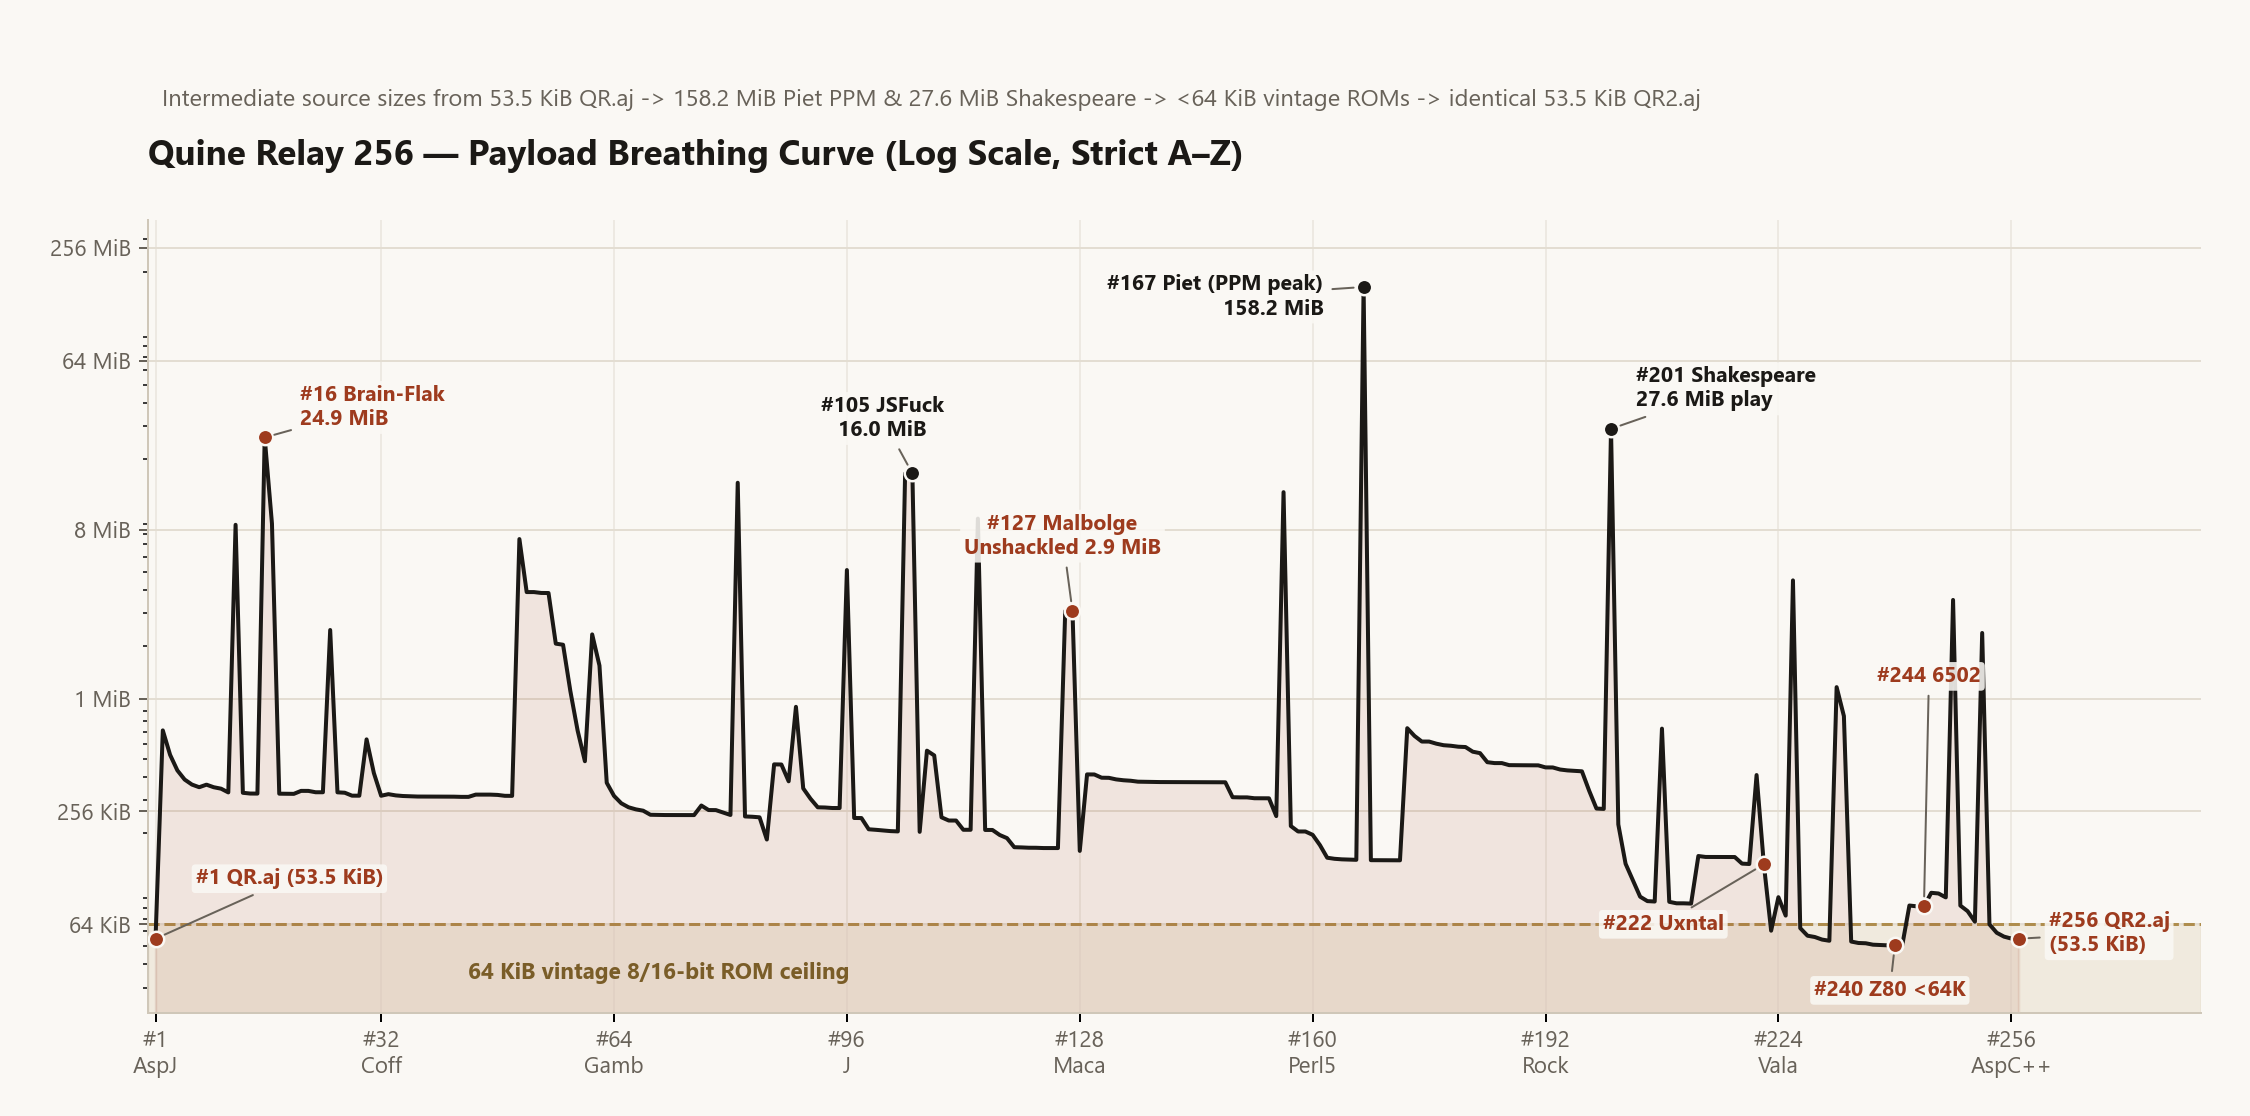 Intermediate source sizes from 53.5 KiB QR.aj -> 158.2 MiB Piet PPM & 27.6 MiB Shakespeare -> <64 KiB vintage ROMs -> identical 53.5 KiB QR2.aj
Quine Relay 256 — Payload Breathing Curve (Log Scale, Strict A–Z)
256 MiB
64 MiB
8 MiB
1 MiB
256 KiB
64 KiB
#167 Piet (PPM peak)
158.2 MiB
#201 Shakespeare
27.6 MiB play
#16 Brain-Flak
24.9 MiB
#105 JSFuck
16.0 MiB
#127 Malbolge
Unshackled 2.9 MiB
#244 6502
#1 QR.aj (53.5 KiB)
#222 Uxntal
#256 QR2.aj
(53.5 KiB)
64 KiB vintage 8/16-bit ROM ceiling
#240 Z80 <64K
#1
AspJ
#32
Coff
#64
Gamb
#96
J
#128
Maca
#160
Perl5
#192
Rock
#224
Vala
#256
AspC++